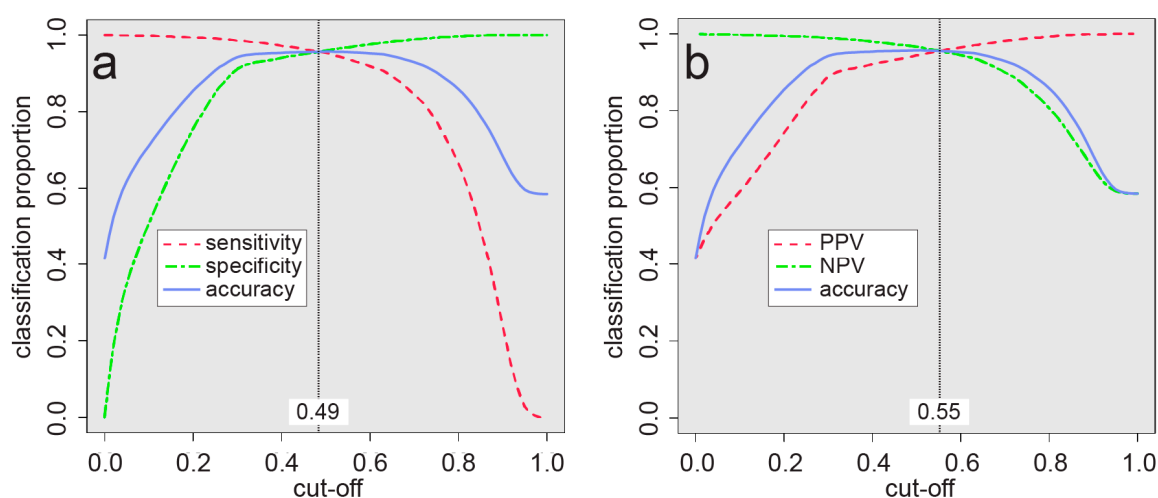 a
classification proportion
1.0
0.8
0.6
0.4
0.2
0.0
sensitivity
specificity
accuracy
0.49
0.0 0.2 0.4 0.6 0.8 1.0
cut-off
b
classification proportion
1.0
0.8
0.6
0.4
0.2
0.0
PPV
NPV
accuracy
0.55
0.0 0.2 0.4 0.6 0.8 1.0
cut-off